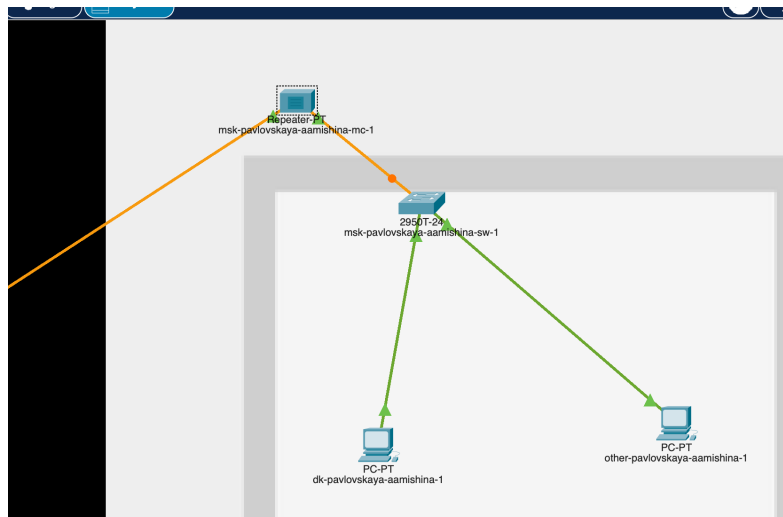 Repeater-PT
msk-pavlovskaya-aamishina-mc-1
2950T-24
msk-pavlovskaya-aamishina-sw-1
PC-PT
dk-pavlovskaya-aamishina-1
PC-PT
other-pavlovskaya-aamishina-1